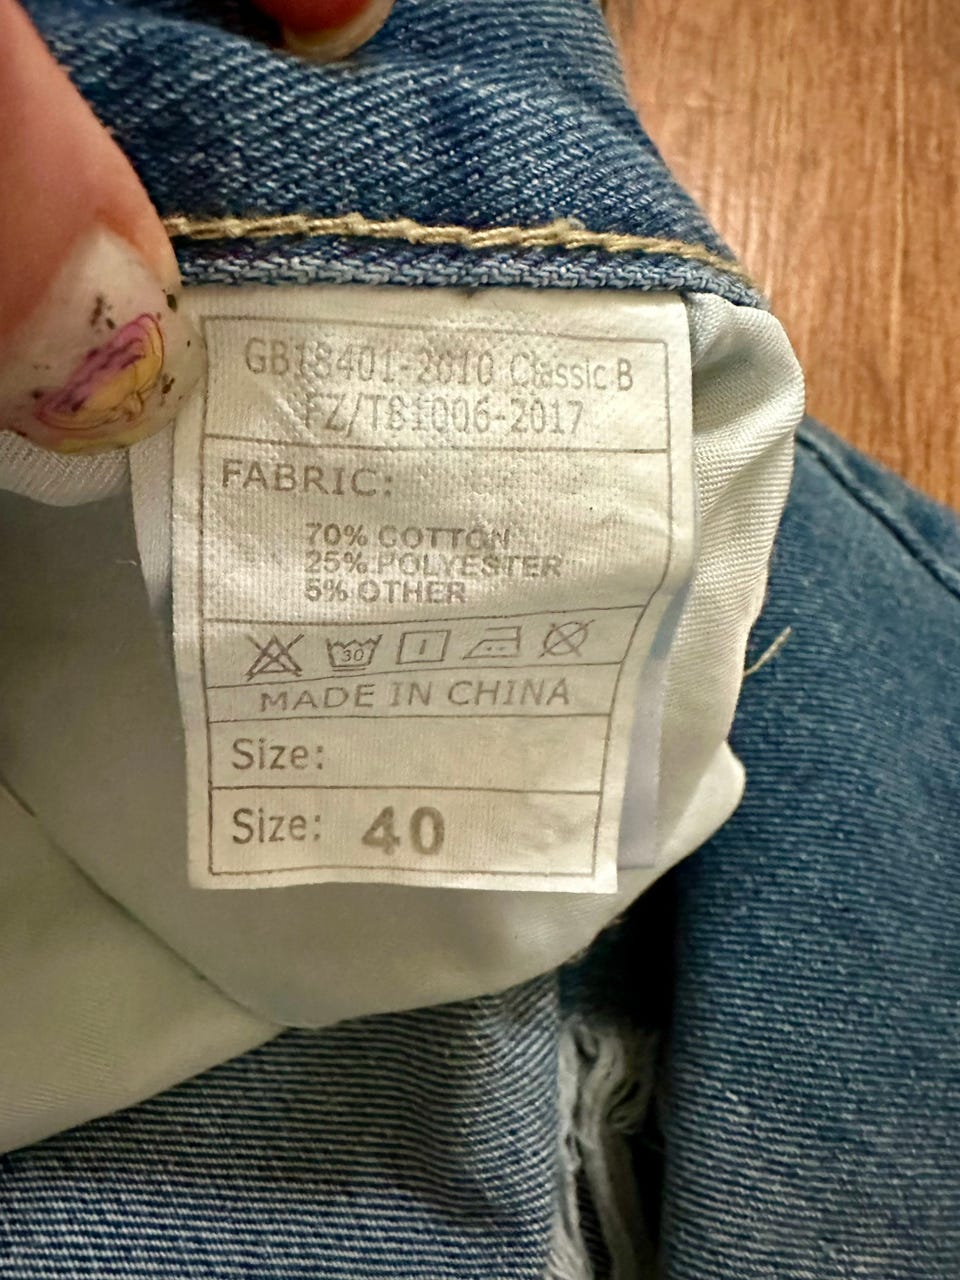 GB18401-2010 Classic B
FZ/T81006-2017
FABRIC:
70% COTTON
25% POLYESTER
5% OTHER
30
MADE IN CHINA
Size:
Size: 40